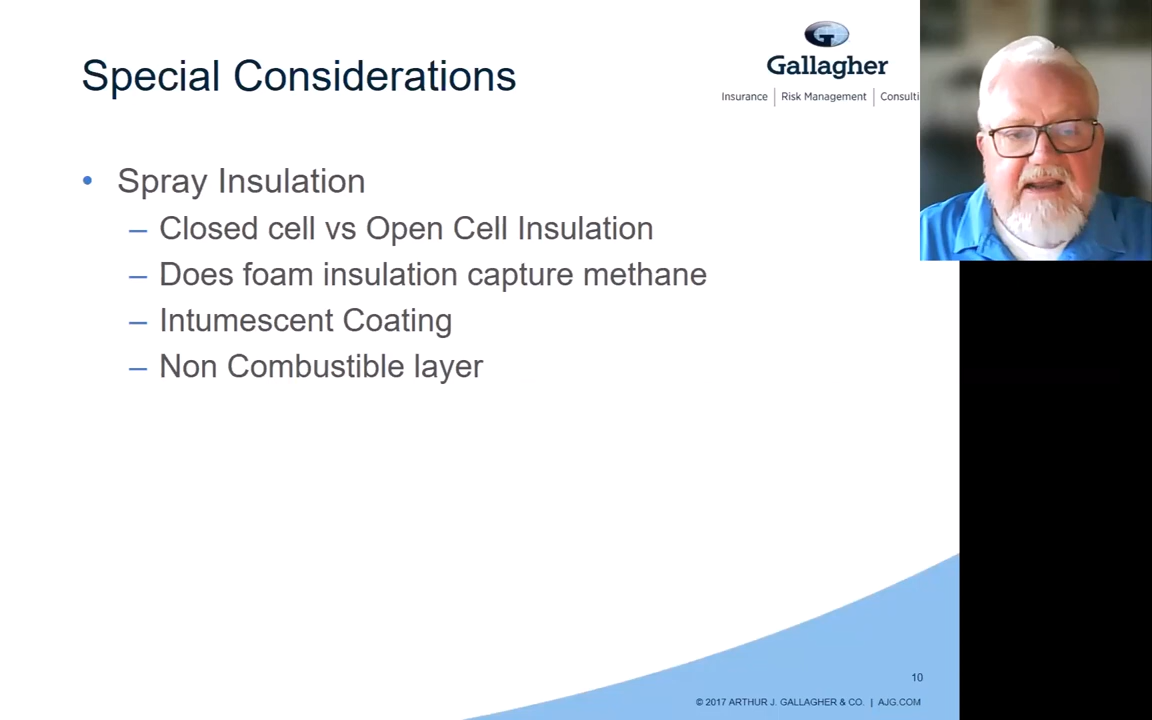 Special Considerations
Gallagher
Insurance | Risk Management | Consulti
• Spray Insulation
– Closed cell vs Open Cell Insulation
– Does foam insulation capture methane
– Intumescent Coating
– Non Combustible layer
10
© 2017 ARTHUR J. GALLAGHER & CO. | AJG.COM